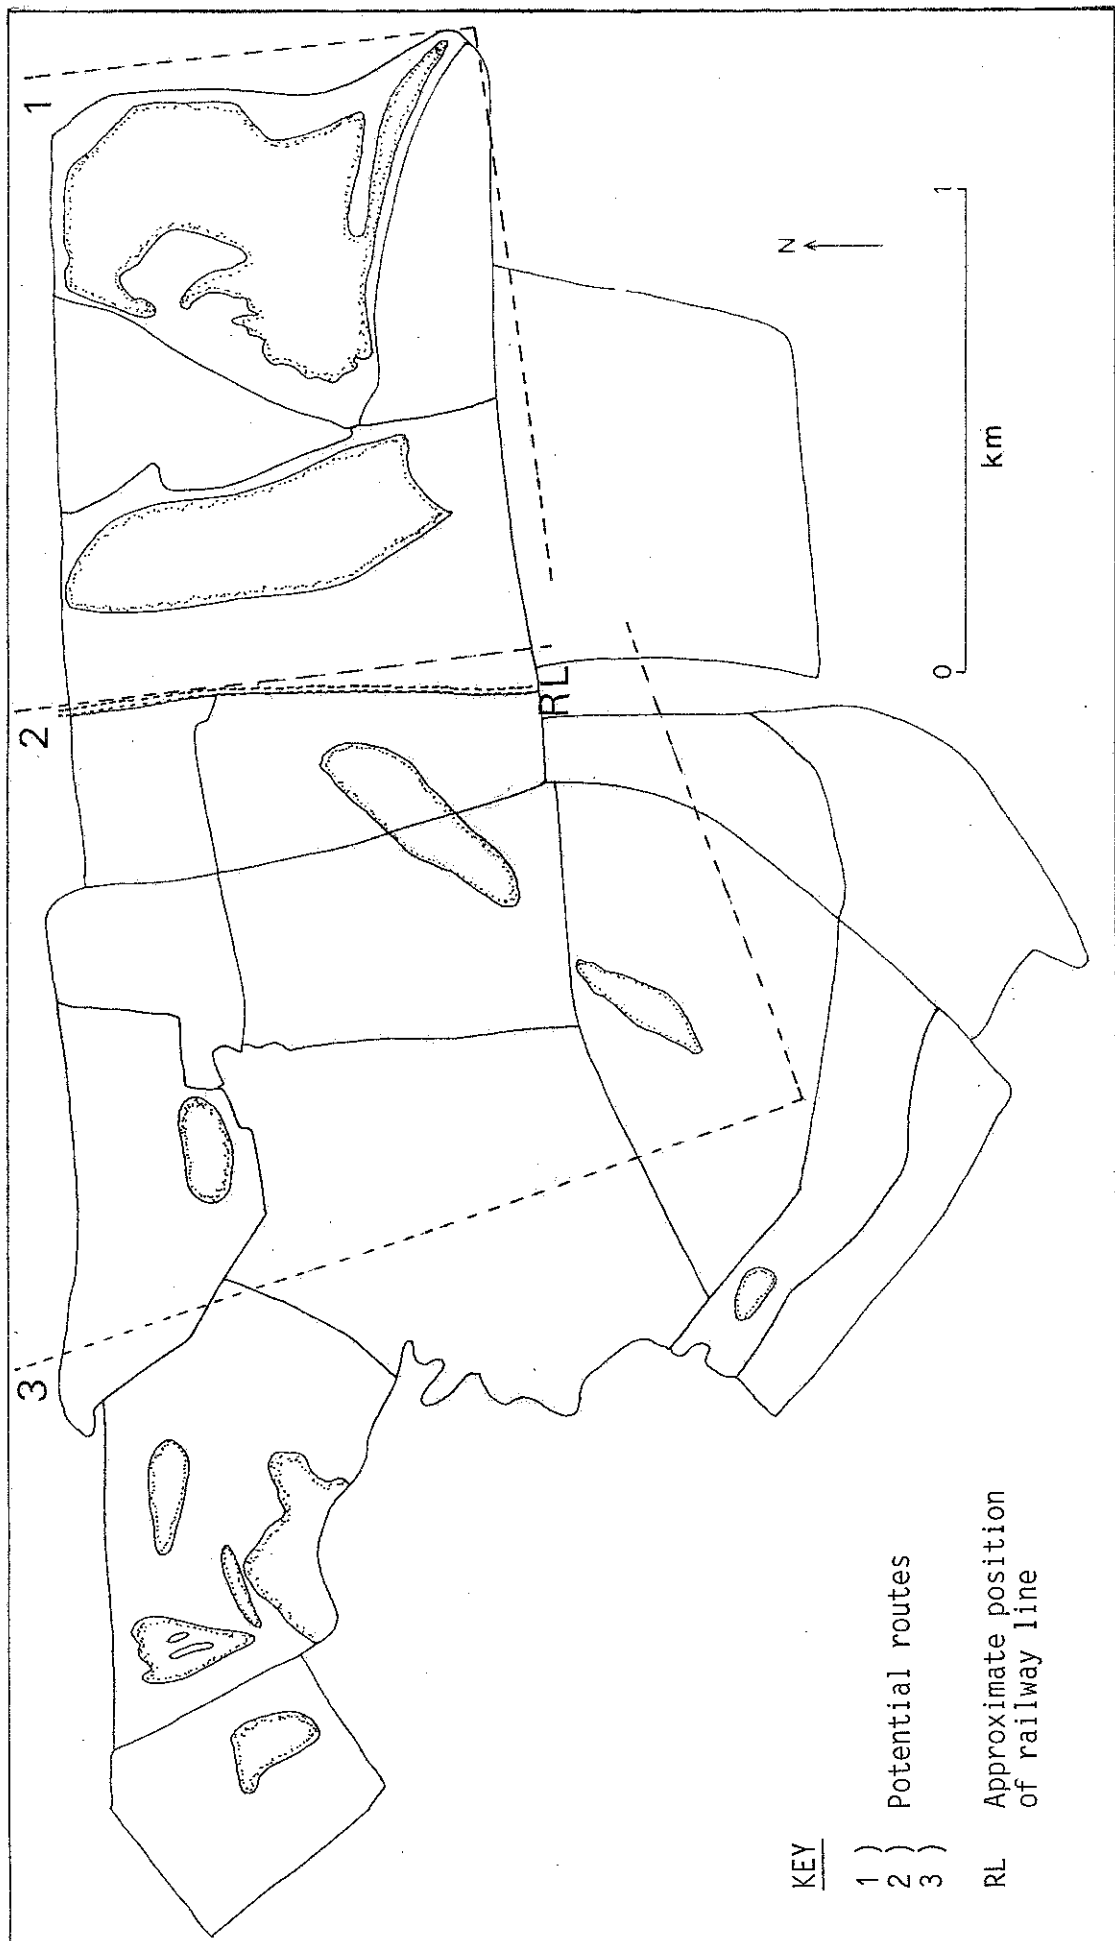 3
2
1
RL
N
0
1
km
KEY
1 )
2 ) Potential routes
3 )
RL Approximate position
of railway line